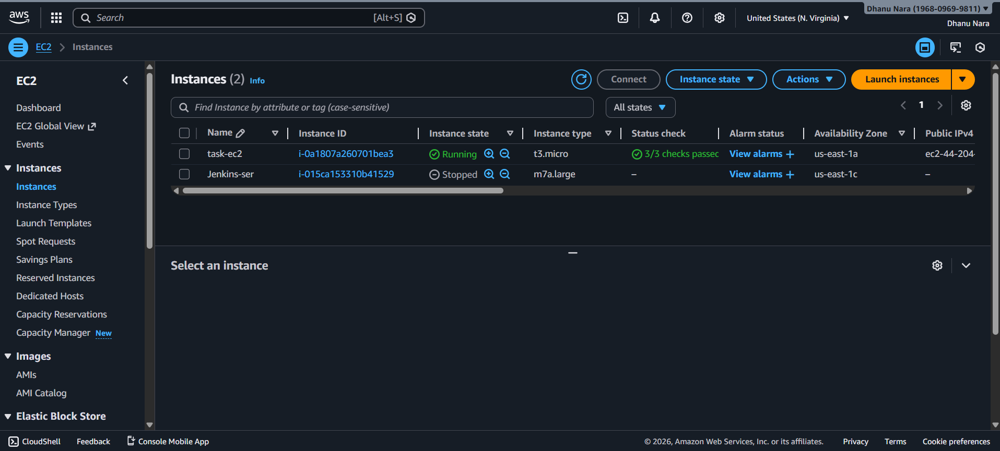 aws Search [Alt+S] United States (N. Virginia) Dhanu Nara (1968-0969-9811)
Dhanu Nara
EC2 Instances
EC2
Dashboard
EC2 Global View
Events
Instances
Instances
Instance Types
Launch Templates
Spot Requests
Savings Plans
Reserved Instances
Dedicated Hosts
Capacity Reservations
Capacity Manager New
Images
AMIs
AMI Catalog
Elastic Block Store
Instances (2) Info Connect Instance state Actions Launch instances
Find Instance by attribute or tag (case-sensitive) All states 1
Name Instance ID Instance state Instance type Status check Alarm status Availability Zone Public IPv4
task-ec2 i-0a1807a260701bea3 Running t3.micro 3/3 checks passec View alarms + us-east-1a ec2-44-204-
Jenkins-ser i-015ca153310b41529 Stopped m7a.large – View alarms + us-east-1c –
Select an instance
CloudShell Feedback Console Mobile App © 2026, Amazon Web Services, Inc. or its affiliates. Privacy Terms Cookie preferences